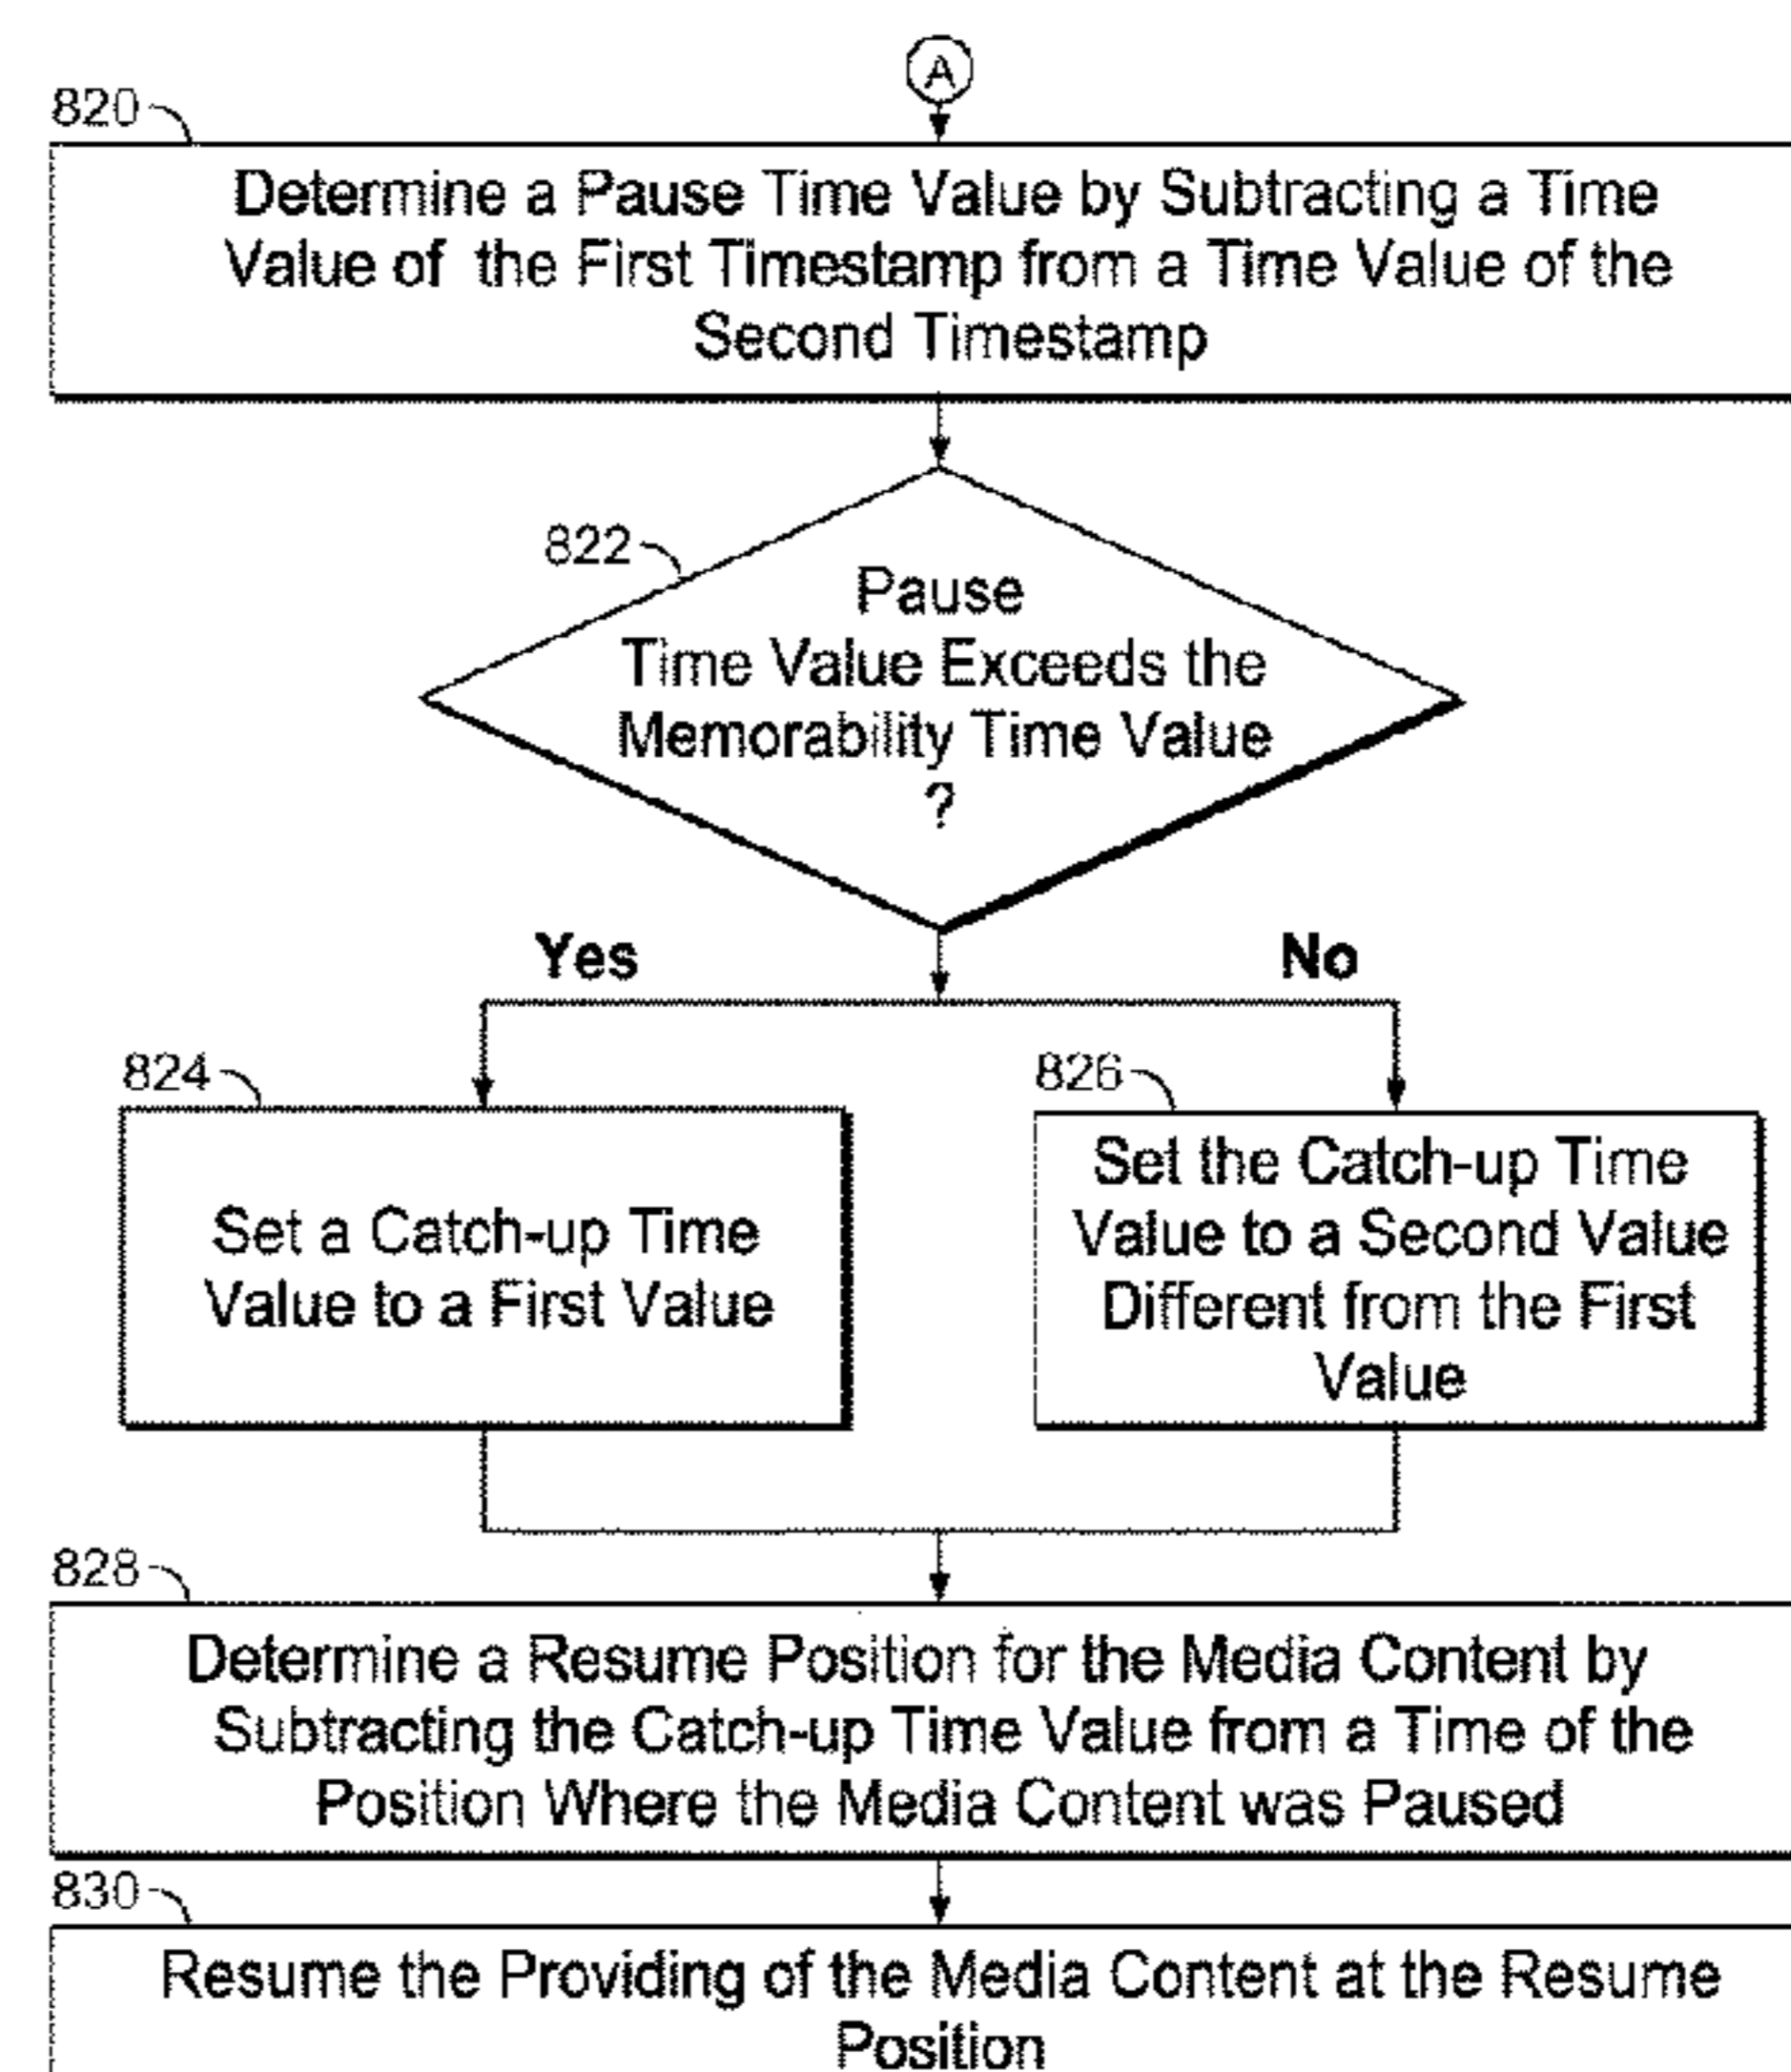 A
820
Determine a Pause Time Value by Subtracting a Time
Value of the First Timestamp from a Time Value of the
Second Timestamp
822
Pause
Time Value Exceeds the
Memorability Time Value
?
Yes
No
824
Set a Catch-up Time
Value to a First Value
826
Set the Catch-up Time
Value to a Second Value
Different from the First
Value
828
Determine a Resume Position for the Media Content by
Subtracting the Catch-up Time Value from a Time of the
Position Where the Media Content was Paused
830
Resume the Providing of the Media Content at the Resume
Position